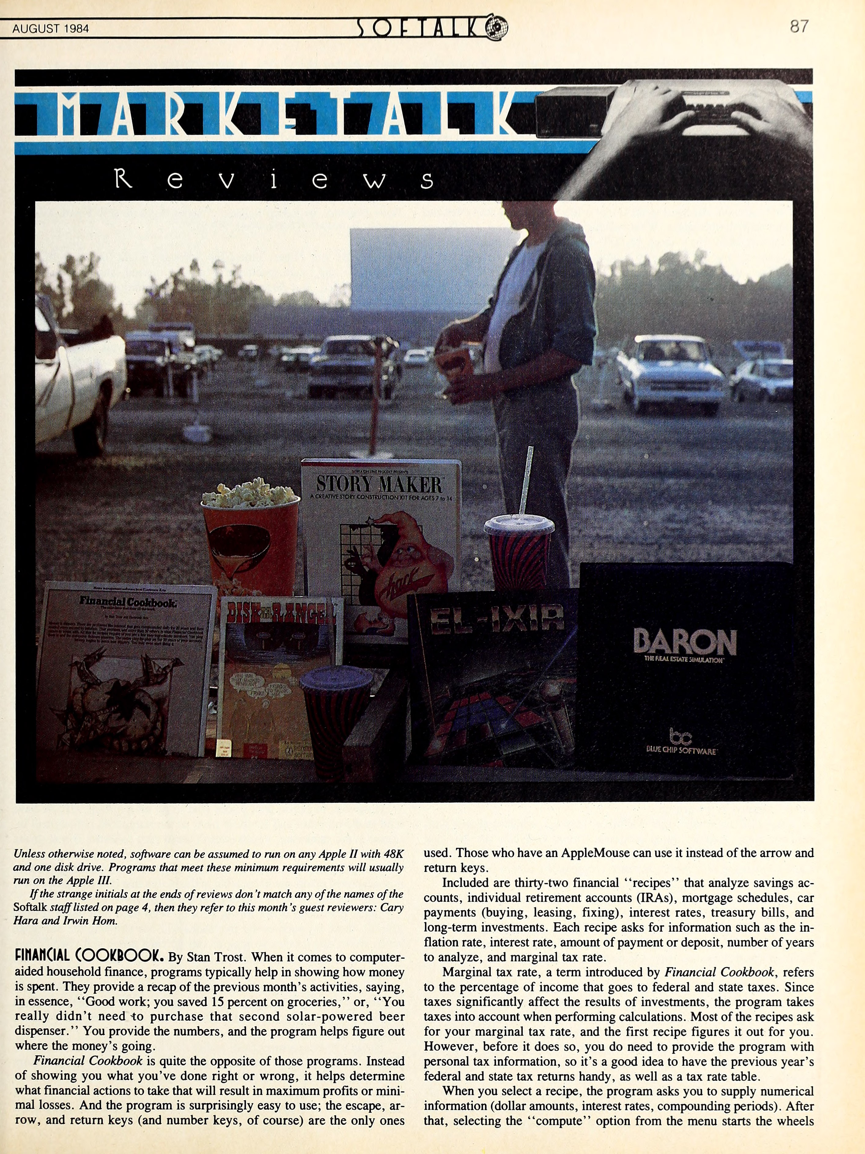 AUGUST 1984
SOFTALK
87
MARKETALK
Reviews
STORY MAKER
A CREATIVE STORY CONSTRUCTION KIT FOR AGES 7 to 14
Financial Cookbook.
EL-IXIR
BARON
THE REAL ESTATE SIMULATION
bc
BLUE CHIP SOFTWARE
Unless otherwise noted, software can be assumed to run on any Apple II with 48K
and one disk drive. Programs that meet these minimum requirements will usually
run on the Apple III.
If the strange initials at the ends of reviews don't match any of the names of the
Softalk staff listed on page 4, then they refer to this month's guest reviewers: Cary
Hara and Irwin Hom.
FINANCIAL COOKBOOK. By Stan Trost. When it comes to computer-
aided household finance, programs typically help in showing how money
is spent. They provide a recap of the previous month's activities, saying,
in essence, "Good work; you saved 15 percent on groceries," or, "You
really didn't need to purchase that second solar-powered beer
dispenser." You provide the numbers, and the program helps figure out
where the money's going.
Financial Cookbook is quite the opposite of those programs. Instead
of showing you what you've done right or wrong, it helps determine
what financial actions to take that will result in maximum profits or mini-
mal losses. And the program is surprisingly easy to use; the escape, ar-
row, and return keys (and number keys, of course) are the only ones
used. Those who have an AppleMouse can use it instead of the arrow and
return keys.
Included are thirty-two financial "recipes" that analyze savings ac-
counts, individual retirement accounts (IRAs), mortgage schedules, car
payments (buying, leasing, fixing), interest rates, treasury bills, and
long-term investments. Each recipe asks for information such as the in-
flation rate, interest rate, amount of payment or deposit, number of years
to analyze, and marginal tax rate.
Marginal tax rate, a term introduced by Financial Cookbook, refers
to the percentage of income that goes to federal and state taxes. Since
taxes significantly affect the results of investments, the program takes
taxes into account when performing calculations. Most of the recipes ask
for your marginal tax rate, and the first recipe figures it out for you.
However, before it does so, you do need to provide the program with
personal tax information, so it's a good idea to have the previous year's
federal and state tax returns handy, as well as a tax rate table.
When you select a recipe, the program asks you to supply numerical
information (dollar amounts, interest rates, compounding periods). After
that, selecting the "compute" option from the menu starts the wheels